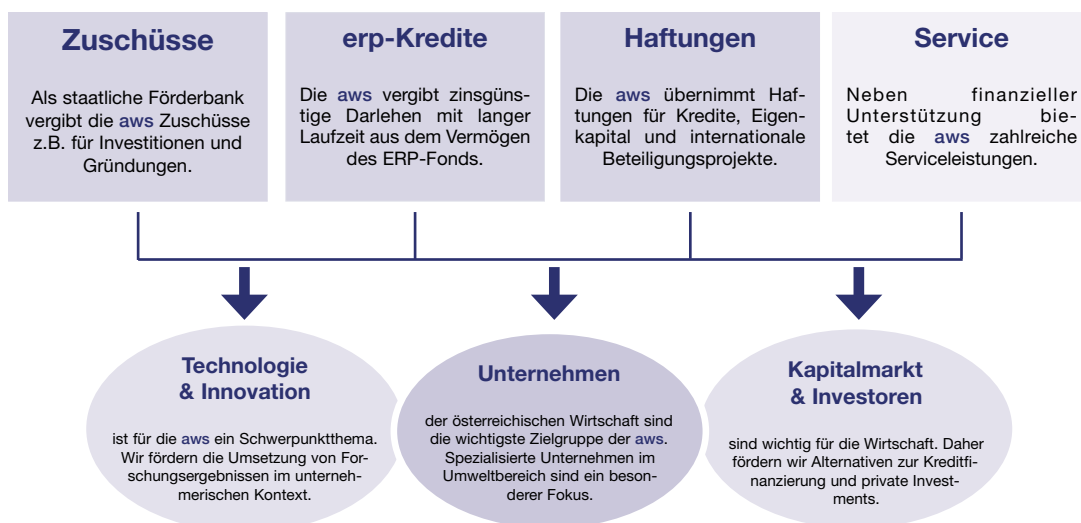 Zuschüsse
Als staatliche Förderbank
vergibt die aws Zuschüsse
z.B. für Investitionen und
Gründungen.
erp-Kredite
Die aws vergibt zinsgüns-
tige Darlehen mit langer
Laufzeit aus dem Vermögen
des ERP-Fonds.
Haftungen
Die aws übernimmt Haf-
tungen für Kredite, Eigen-
kapital und internationale
Beteiligungsprojekte.
Service
Neben finanzieller
Unterstützung bie-
tet die aws zahlreiche
Serviceleistungen.
Technologie
& Innovation
ist für die aws ein Schwerpunktthema.
Wir fördern die Umsetzung von For-
schungsergebnissen im unterneh-
merischen Kontext.
Unternehmen
der österreichischen Wirtschaft sind
die wichtigste Zielgruppe der aws.
Spezialisierte Unternehmen im
Umweltbereich sind ein beson-
derer Fokus.
Kapitalmarkt
& Investoren
sind wichtig für die Wirtschaft. Daher
fördern wir Alternativen zur Kreditfi-
nanzierung und private Invest-
ments.